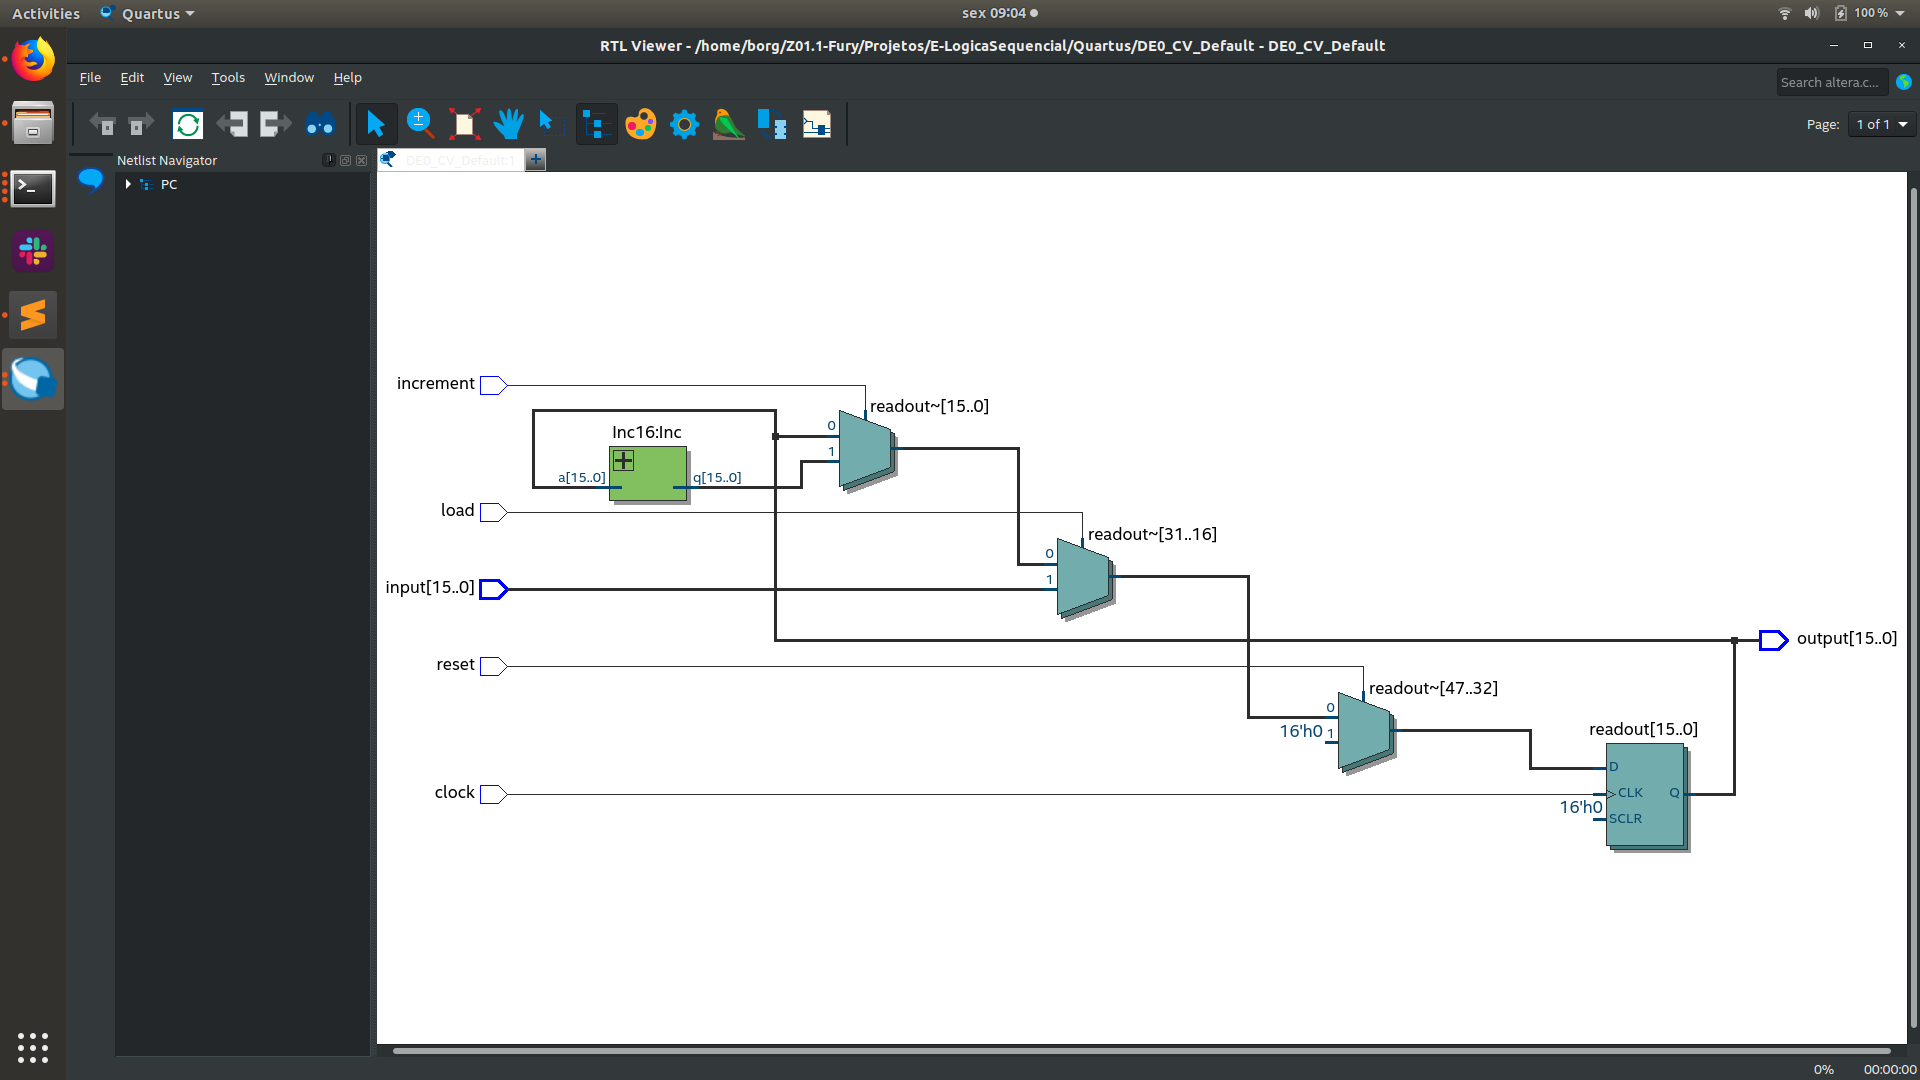 Activities
Quartus
sex 09:04
100 %
RTL Viewer - /home/borg/Z01.1-Fury/Projetos/E-LogicaSequencial/Quartus/DE0_CV_Default - DE0_CV_Default
File Edit View Tools Window Help
Search altera.c...
Page: 1 of 1
Netlist Navigator
DE0_CV_Default:1
PC
increment
readout~[15..0]
0
Inc16:Inc
1
a[15..0]
q[15..0]
load
readout~[31..16]
0
1
input[15..0]
output[15..0]
reset
readout~[47..32]
0
16'h0 1
readout[15..0]
D
clock
CLK
Q
16'h0
SCLR
0%
00:00:00